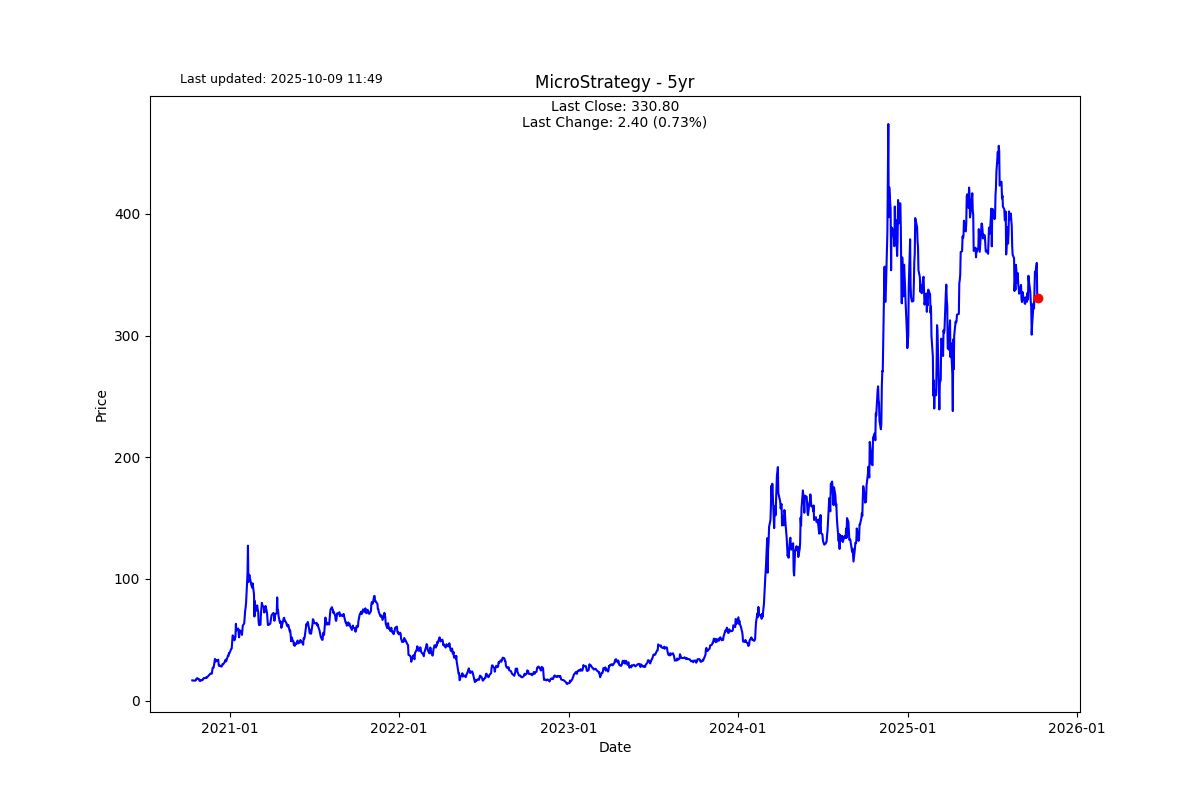 Last updated: 2025-10-09 11:49
MicroStrategy - 5yr
Last Close: 330.80
Last Change: 2.40 (0.73%)
Price
400
300
200
100
0
2021-01
2022-01
2023-01
2024-01
2025-01
2026-01
Date